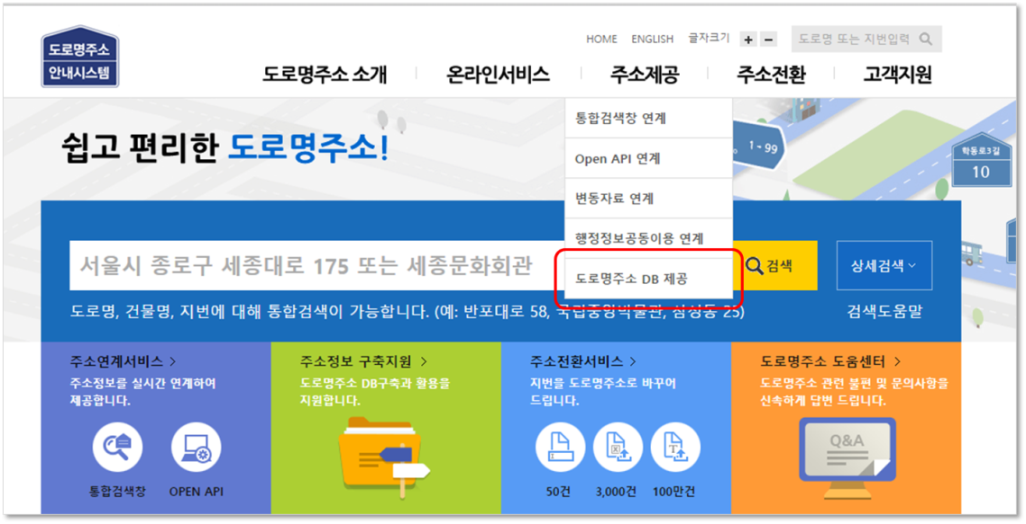 도로명주소
안내시스템
HOME ENGLISH 글자크기 + − 도로명 또는 지번입력
도로명주소 소개 온라인서비스 주소제공 주소전환 고객지원
통합검색창 연계
Open API 연계
변동자료 연계
행정정보공동이용 연계
도로명주소 DB 제공
쉽고 편리한 도로명주소!
1~99
학동로3길
10
서울시 종로구 세종대로 175 또는 세종문화회관
검색
상세검색
도로명, 건물명, 지번에 대해 통합검색이 가능합니다. (예: 반포대로 58, 국립중앙박물관, 삼성동 25)
검색도움말
주소연계서비스 >
주소정보를 실시간 연계하여
제공합니다.
통합검색창 OPEN API
주소정보 구축지원 >
도로명주소 DB구축과 활용을
지원합니다.
주소전환서비스 >
지번을 도로명주소로 바꾸어
드립니다.
50건 3,000건 100만건
도로명주소 도움센터 >
도로명주소 관련 불편 및 문의사항을
신속하게 답변 드립니다.
Q&A